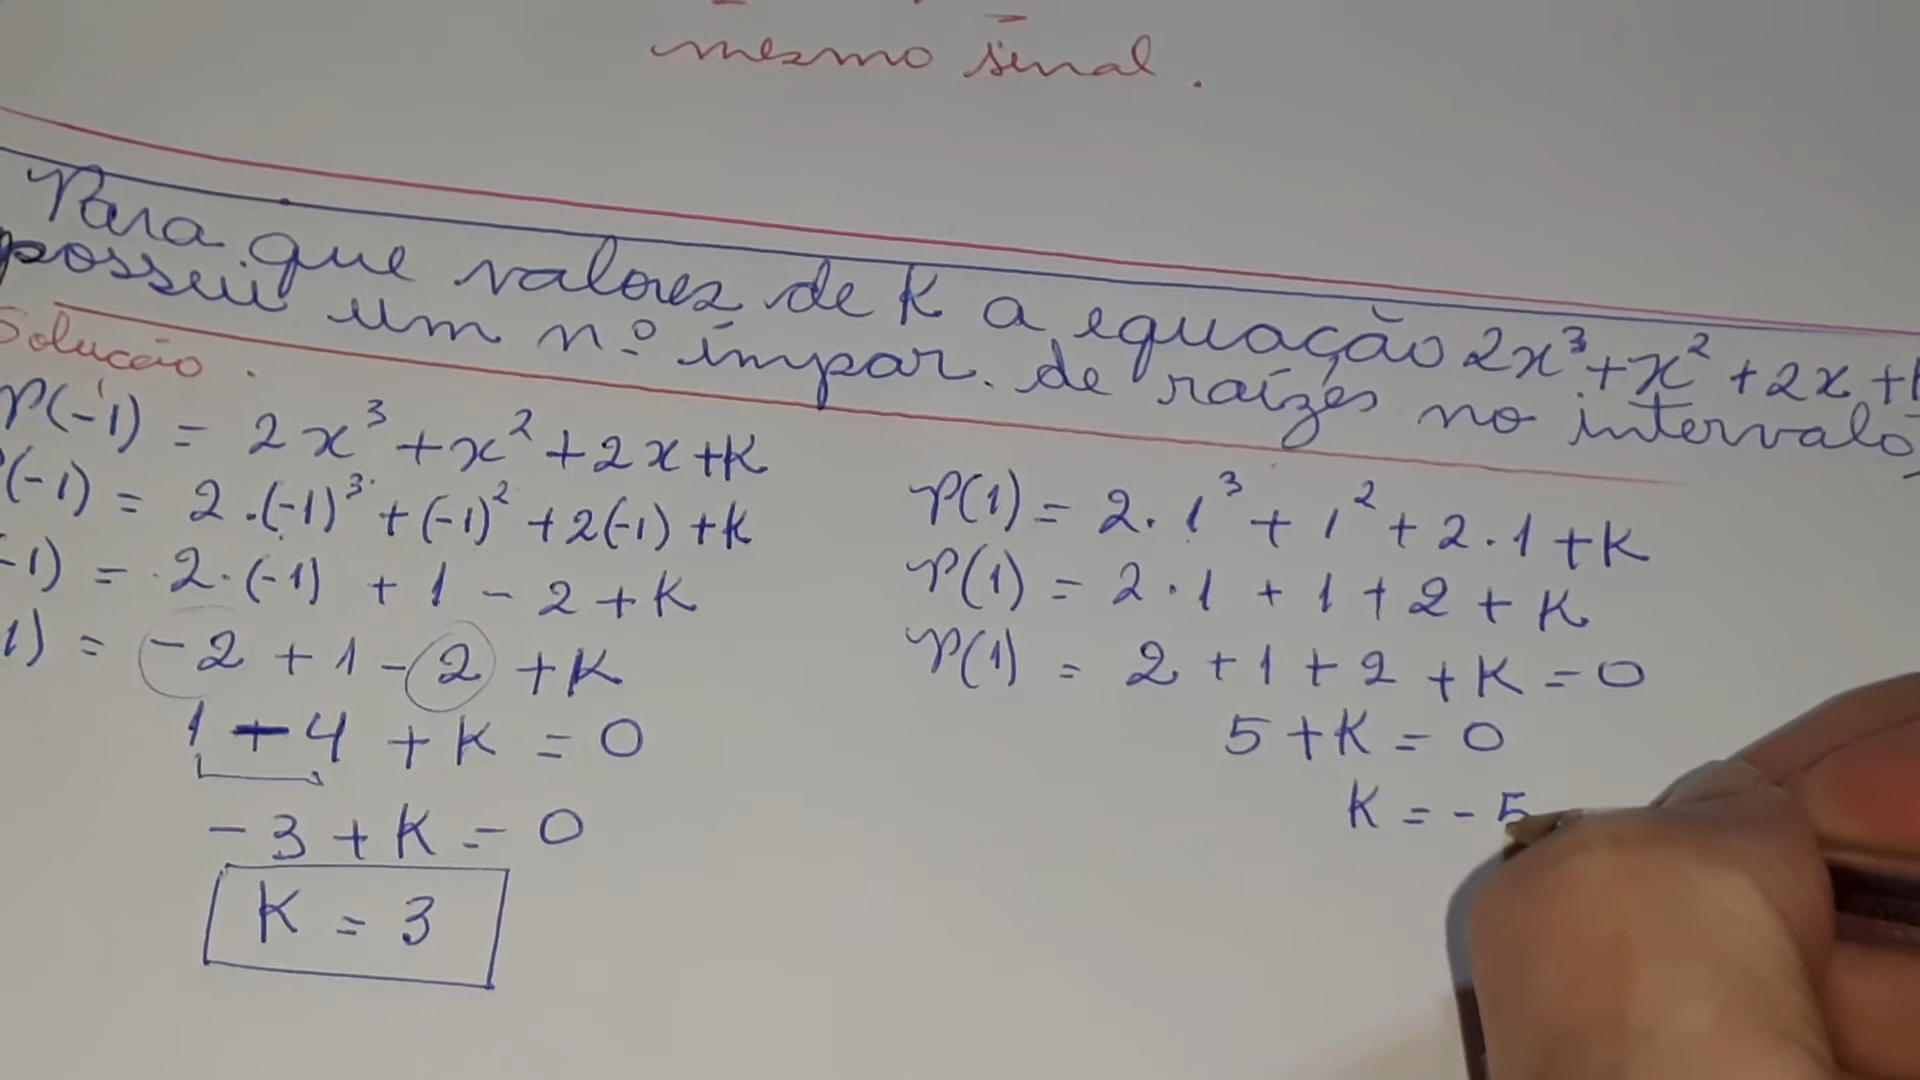 mesmo sinal.
Para que valores de K a equação 2x³ + x² + 2x +
possui um nº ímpar. de raízes no intervalo
Solução.
P(-1) = 2x³ + x² + 2x + K
(-1) = 2.(-1)³ + (-1)² + 2(-1) + K
-1) = 2.(-1) + 1 - 2 + K
1) = -2 + 1 - 2 + K
1 - 4 + K = 0
-3 + K = 0
K = 3
P(1) = 2.1³ + 1² + 2.1 + K
P(1) = 2.1 + 1 + 2 + K
P(1) = 2 + 1 + 2 + K = 0
5 + K = 0
K = -5